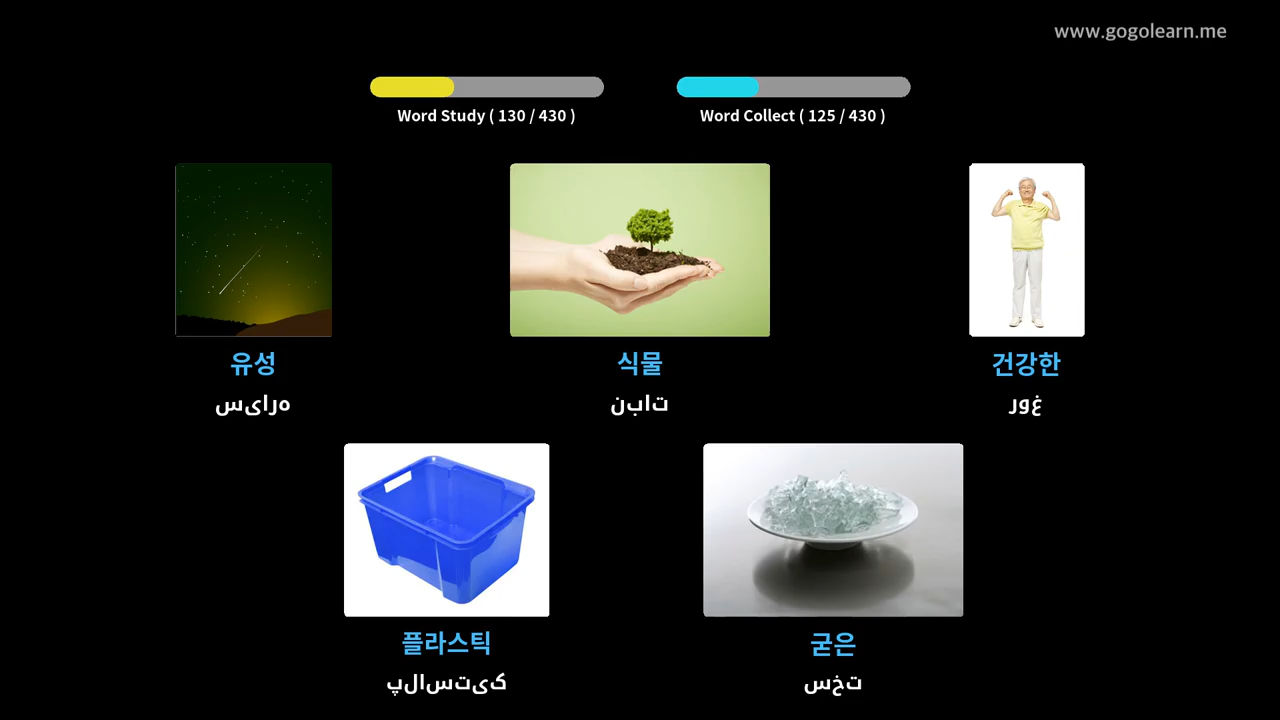 www.gogolearn.me
Word Study ( 130 / 430 )
Word Collect ( 125 / 430 )
유성
식물
건강한
هرایس
تابن
غور
플라스틱
굳은
کیتسالپ
تخس